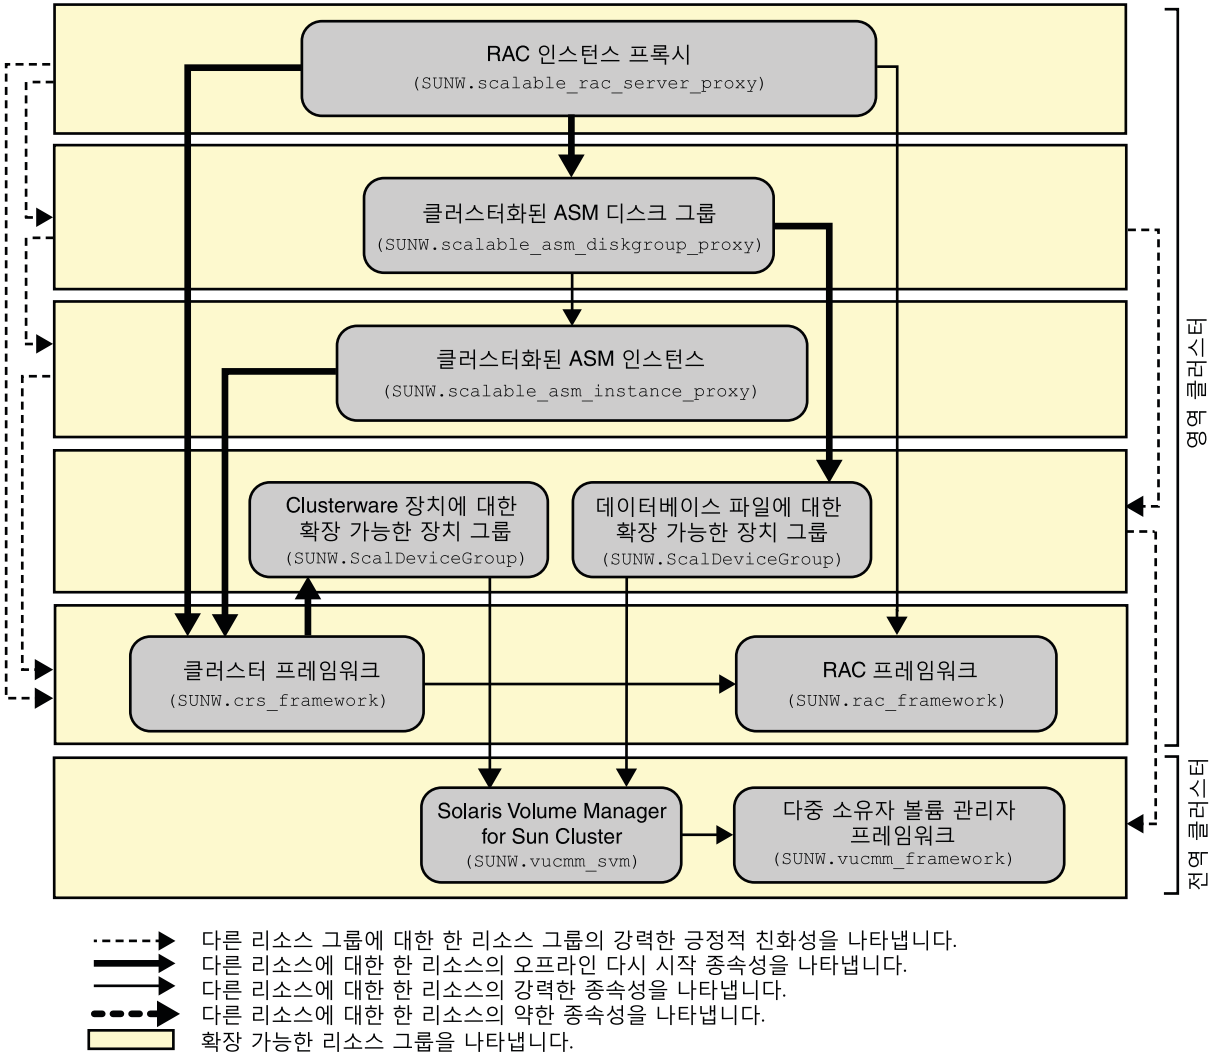 RAC 인스턴스 프록시
(SUNW.scalable_rac_server_proxy)
클러스터화된 ASM 디스크 그룹
(SUNW.scalable_asm_diskgroup_proxy)
클러스터화된 ASM 인스턴스
(SUNW.scalable_asm_instance_proxy)
영역 클러스터
Clusterware 장치에 대한
확장 가능한 장치 그룹
(SUNW.ScalDeviceGroup)
데이터베이스 파일에 대한
확장 가능한 장치 그룹
(SUNW.ScalDeviceGroup)
클러스터 프레임워크
(SUNW.crs_framework)
RAC 프레임워크
(SUNW.rac_framework)
Solaris Volume Manager
for Sun Cluster
(SUNW.vucmm_svm)
다중 소유자 볼륨 관리자
프레임워크
(SUNW.vucmm_framework)
전역 클러스터
다른 리소스 그룹에 대한 한 리소스 그룹의 강력한 긍정적 친화성을 나타냅니다.
다른 리소스에 대한 한 리소스의 오프라인 다시 시작 종속성을 나타냅니다.
다른 리소스에 대한 한 리소스의 강력한 종속성을 나타냅니다.
다른 리소스에 대한 한 리소스의 약한 종속성을 나타냅니다.
확장 가능한 리소스 그룹을 나타냅니다.